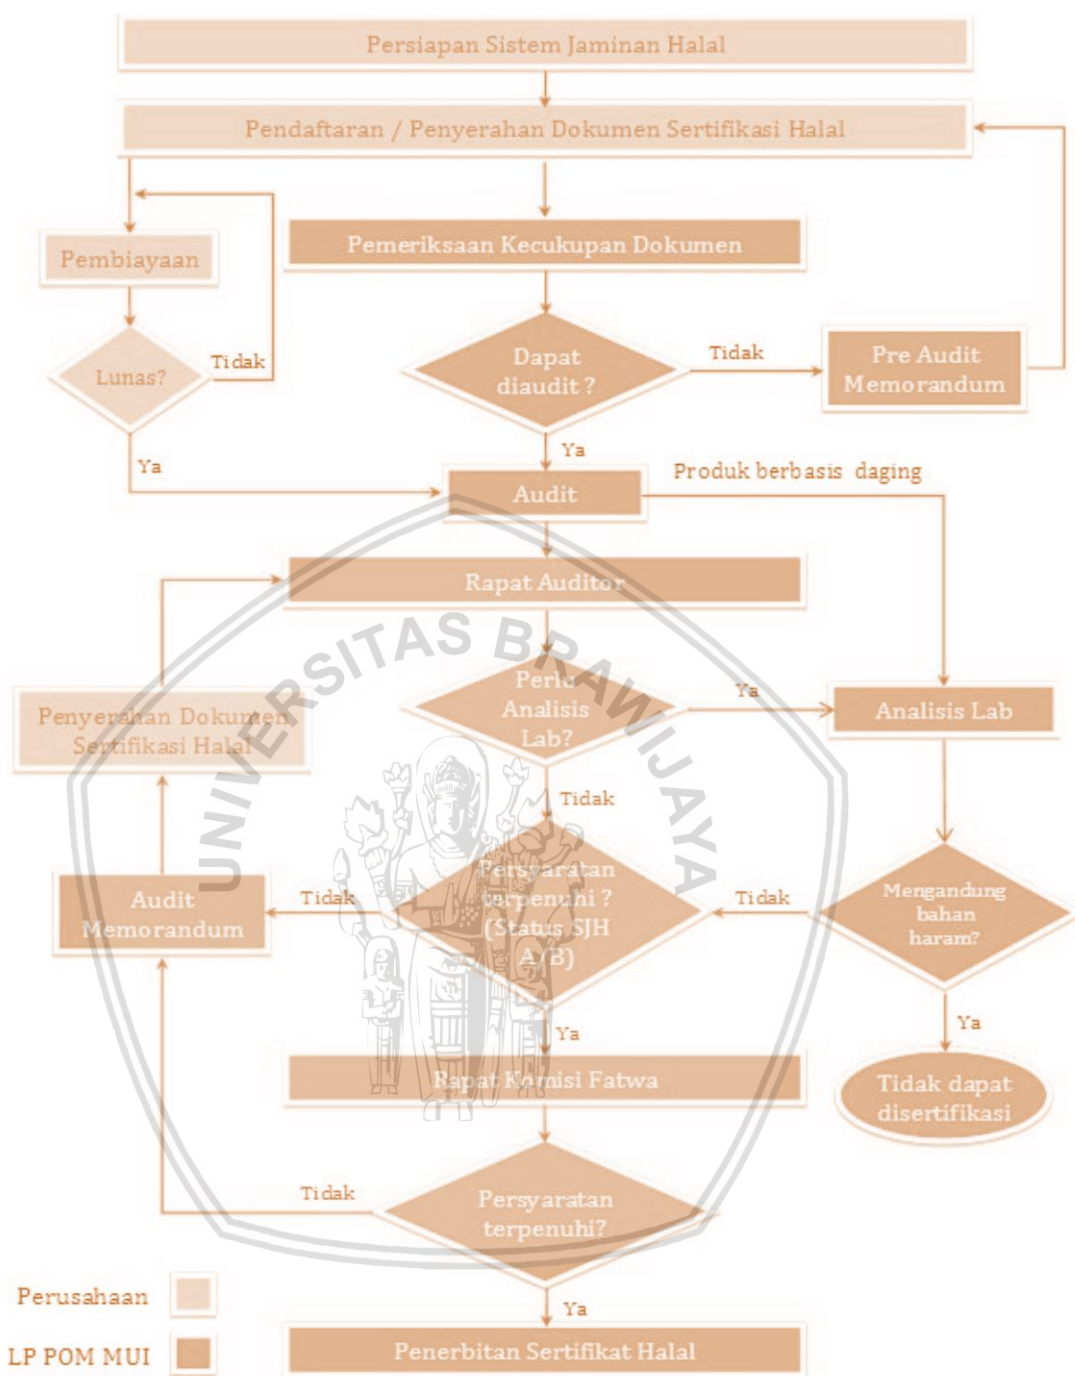 Persiapan Sistem Jaminan Halal
Pendaftaran / Penyerahan Dokumen Sertifikasi Halal
Pembiayaan
Pemeriksaan Kecukupan Dokumen
Lunas?
Tidak
Dapat
diaudit ?
Tidak
Pre Audit
Memorandum
Ya
Ya
Audit
Produk berbasis daging
Rapat Auditor
UNIVERSITAS BRAWIJAYA
Perlu
Analisis
Lab?
Ya
Analisis Lab
Penyerahan Dokumen
Sertifikasi Halal
Tidak
Persyaratan
terpenuhi ?
(Status SJH
A/B)
Tidak
Audit
Memorandum
Tidak
Mengandung
bahan
haram?
Ya
Ya
Rapat Komisi Fatwa
Tidak dapat
disertifikasi
Tidak
Persyaratan
terpenuhi?
Perusahaan
Ya
LP POM MUI
Penerbitan Sertifikat Halal